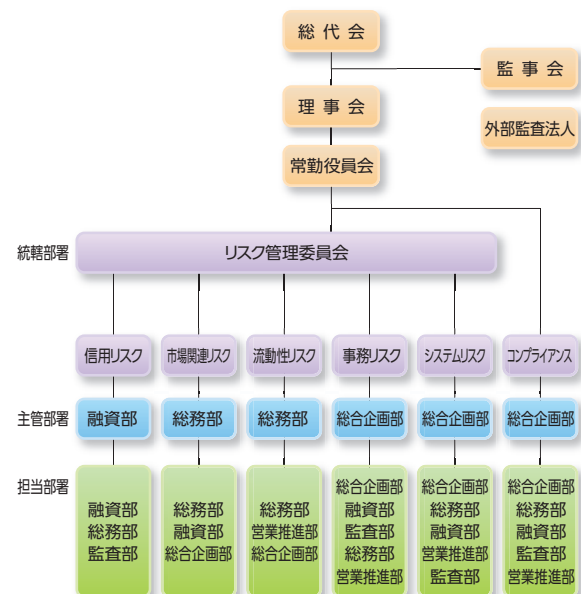 総代会
監事会
理事会
外部監査法人
常勤役員会
統轄部署
リスク管理委員会
信用リスク
市場関連リスク
流動性リスク
事務リスク
システムリスク
コンプライアンス
主管部署
融資部
総務部
総務部
総合企画部
総合企画部
総合企画部
担当部署
融資部
総務部
監査部
総務部
融資部
総合企画部
総務部
営業推進部
総合企画部
総合企画部
融資部
監査部
総務部
営業推進部
総合企画部
総務部
融資部
営業推進部
監査部
総合企画部
総務部
融資部
監査部
営業推進部